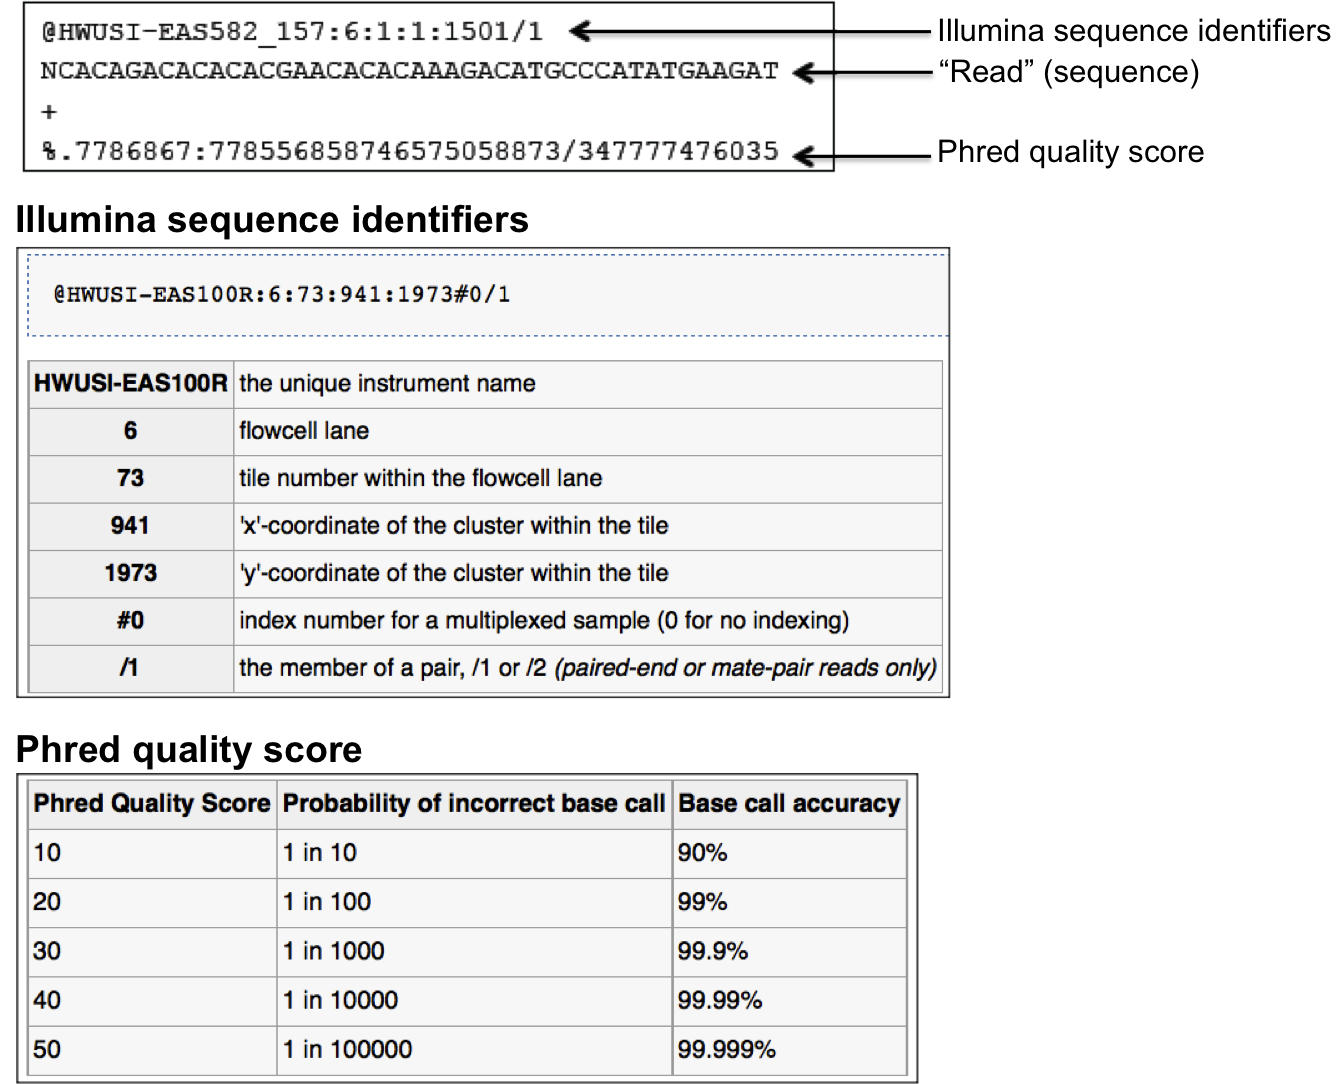 @HWUSI-EAS582_157:6:1:1:1501/1
Illumina sequence identifiers
NCACAGACACACACGAACACACAAAGACATGCCCATATGAAGAT
“Read” (sequence)
+
%.7786867:778556858746575058873/347777476035
Phred quality score
Illumina sequence identifiers
@HWUSI-EAS100R:6:73:941:1973#0/1
HWUSI-EAS100R the unique instrument name
6 flowcell lane
73 tile number within the flowcell lane
941 'x'-coordinate of the cluster within the tile
1973 'y'-coordinate of the cluster within the tile
#0 index number for a multiplexed sample (0 for no indexing)
/1 the member of a pair, /1 or /2 (paired-end or mate-pair reads only)
Phred quality score
Phred Quality Score Probability of incorrect base call Base call accuracy
10 1 in 10 90%
20 1 in 100 99%
30 1 in 1000 99.9%
40 1 in 10000 99.99%
50 1 in 100000 99.999%